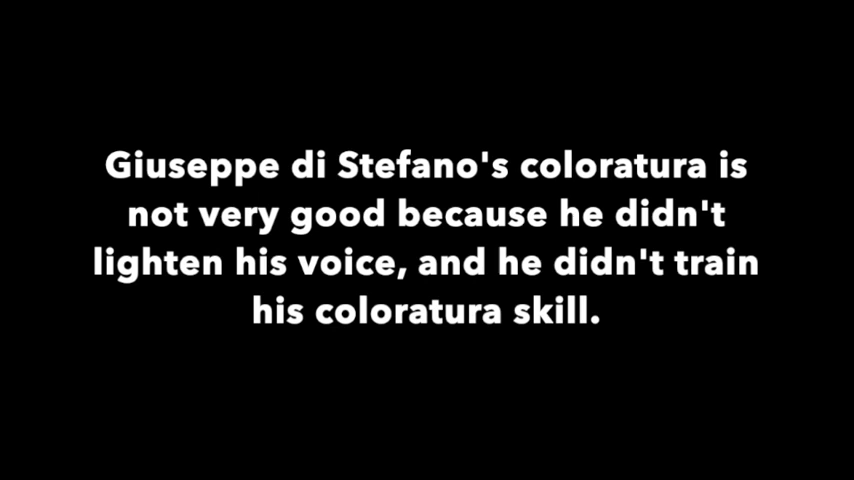 Giuseppe di Stefano's coloratura is
not very good because he didn't
lighten his voice, and he didn't train
his coloratura skill.